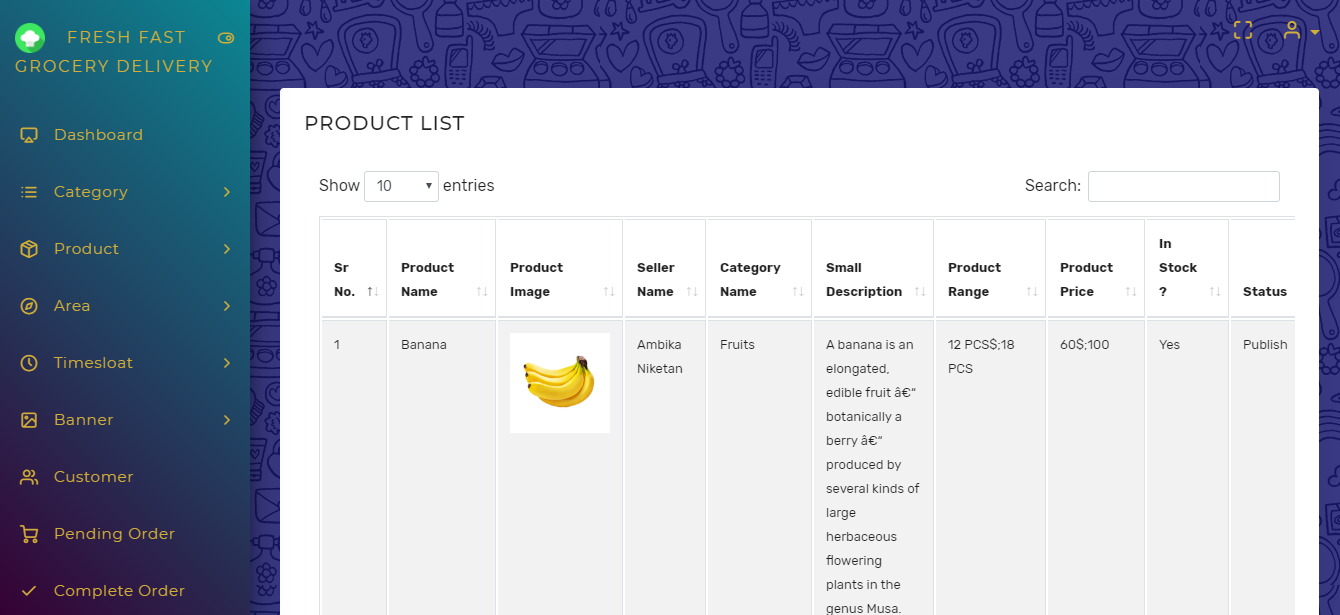 FRESH FAST
GROCERY DELIVERY
Dashboard
Category
Product
Area
Timesloat
Banner
Customer
Pending Order
Complete Order
PRODUCT LIST
Show 10 entries
Search:
Sr
No.
Product
Name
Product
Image
Seller
Name
Category
Name
Small
Description
Product
Range
Product
Price
In
Stock
?
Status
1
Banana
Ambika
Niketan
Fruits
A banana is an
elongated,
edible fruit â€“
botanically a
berry â€“
produced by
several kinds of
large
herbaceous
flowering
plants in the
genus Musa.
12 PCS$;18
PCS
60$;100
Yes
Publish